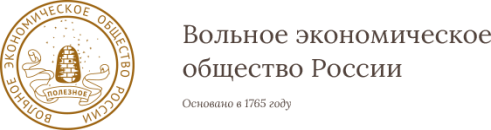 ВОЛЬНОЕ ЭКОНОМИЧЕСКОЕ ОБЩЕСТВО РОССИИ
ПОЛЕЗНОЕ
Вольное экономическое
общество России
Основано в 1765 году